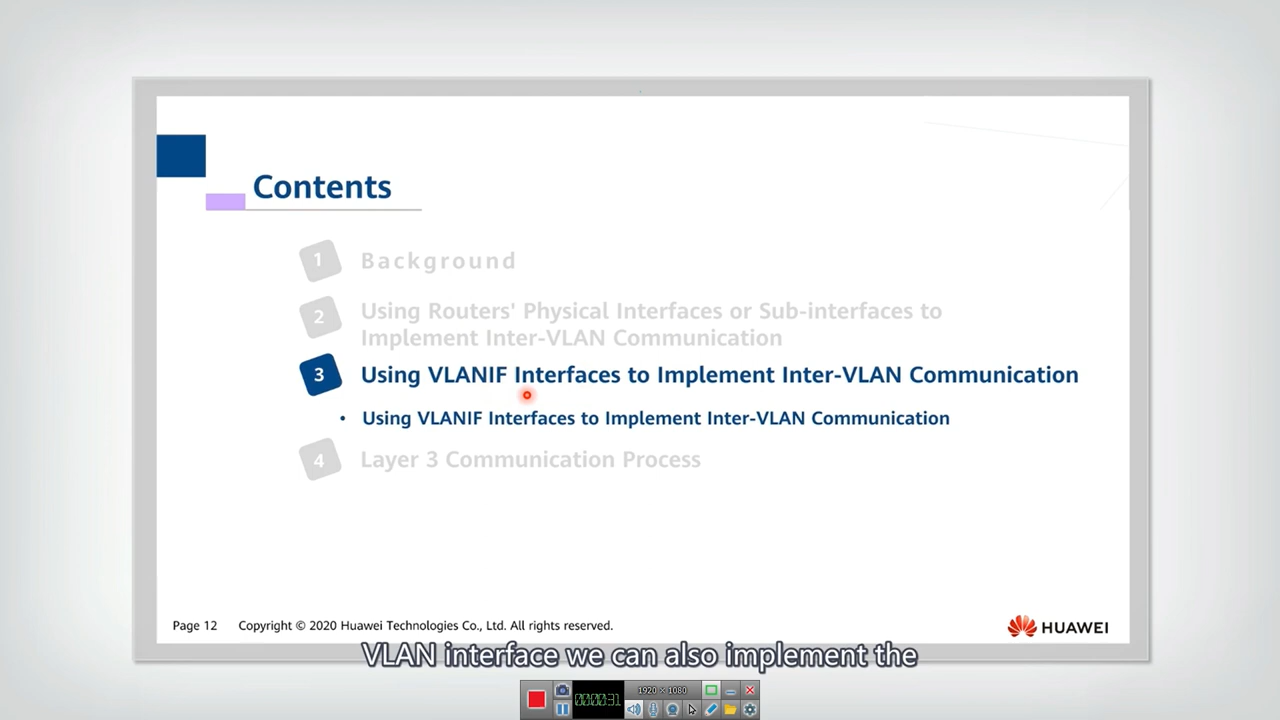 Contents
1 Background
2 Using Routers' Physical Interfaces or Sub-interfaces to
Implement Inter-VLAN Communication
3 Using VLANIF Interfaces to Implement Inter-VLAN Communication
• Using VLANIF Interfaces to Implement Inter-VLAN Communication
4 Layer 3 Communication Process
Page 12 Copyright © 2020 Huawei Technologies Co., Ltd. All rights reserved.
HUAWEI
VLAN interface we can also implement the
1920 × 1080
00:00:31